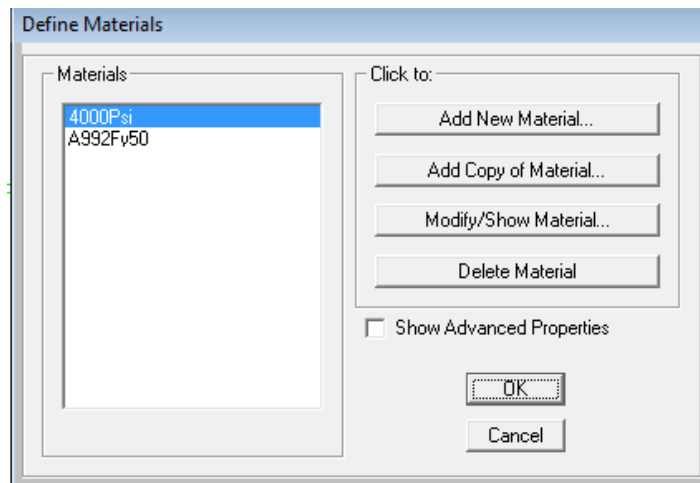 Define Materials
Materials
4000Psi
A992Fy50
Click to:
Add New Material...
Add Copy of Material...
Modify/Show Material...
Delete Material
Show Advanced Properties
OK
Cancel